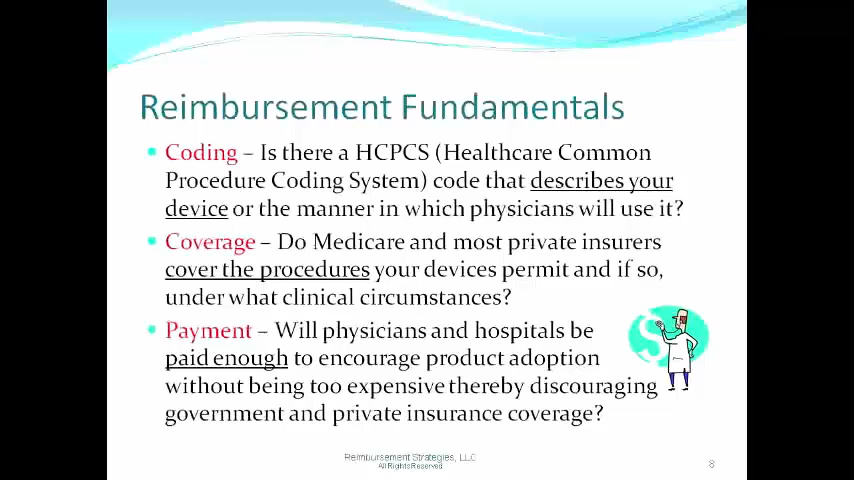 Reimbursement Fundamentals
• Coding – Is there a HCPCS (Healthcare Common
Procedure Coding System) code that describes your
device or the manner in which physicians will use it?
• Coverage – Do Medicare and most private insurers
cover the procedures your devices permit and if so,
under what clinical circumstances?
• Payment – Will physicians and hospitals be
paid enough to encourage product adoption
without being too expensive thereby discouraging
government and private insurance coverage?
$
Reimbursement Strategies, LLC
All Rights Reserved
8